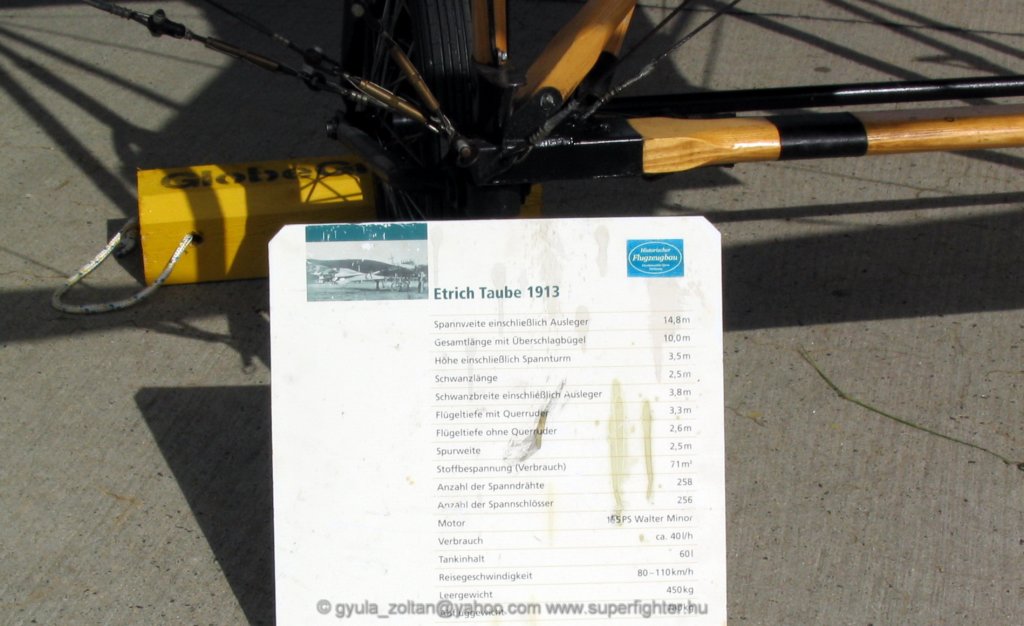 Historischer
Flugzeugbau
Etrich Taube 1913
Spannweite einschließlich Ausleger 14,8m
Gesamtlänge mit Überschlagbügel 10,0m
Höhe einschließlich Spannturm 3,5m
Schwanzlänge 2,5m
Schwanzbreite einschließlich Ausleger 3,8m
Flügeltiefe mit Querruder 3,3m
Flügeltiefe ohne Querruder 2,6m
Spurweite 2,5m
Stoffbespannung (Verbrauch) 71m²
Anzahl der Spanndrähte 258
Anzahl der Spannschlösser 256
Motor PS Walter Minor
Verbrauch ca. 40l/h
Tankinhalt 60l
Reisegeschwindigkeit 80–110km/h
Leergewicht 450kg
© gyula_zoltan@yahoo.com www.superfighter.hu